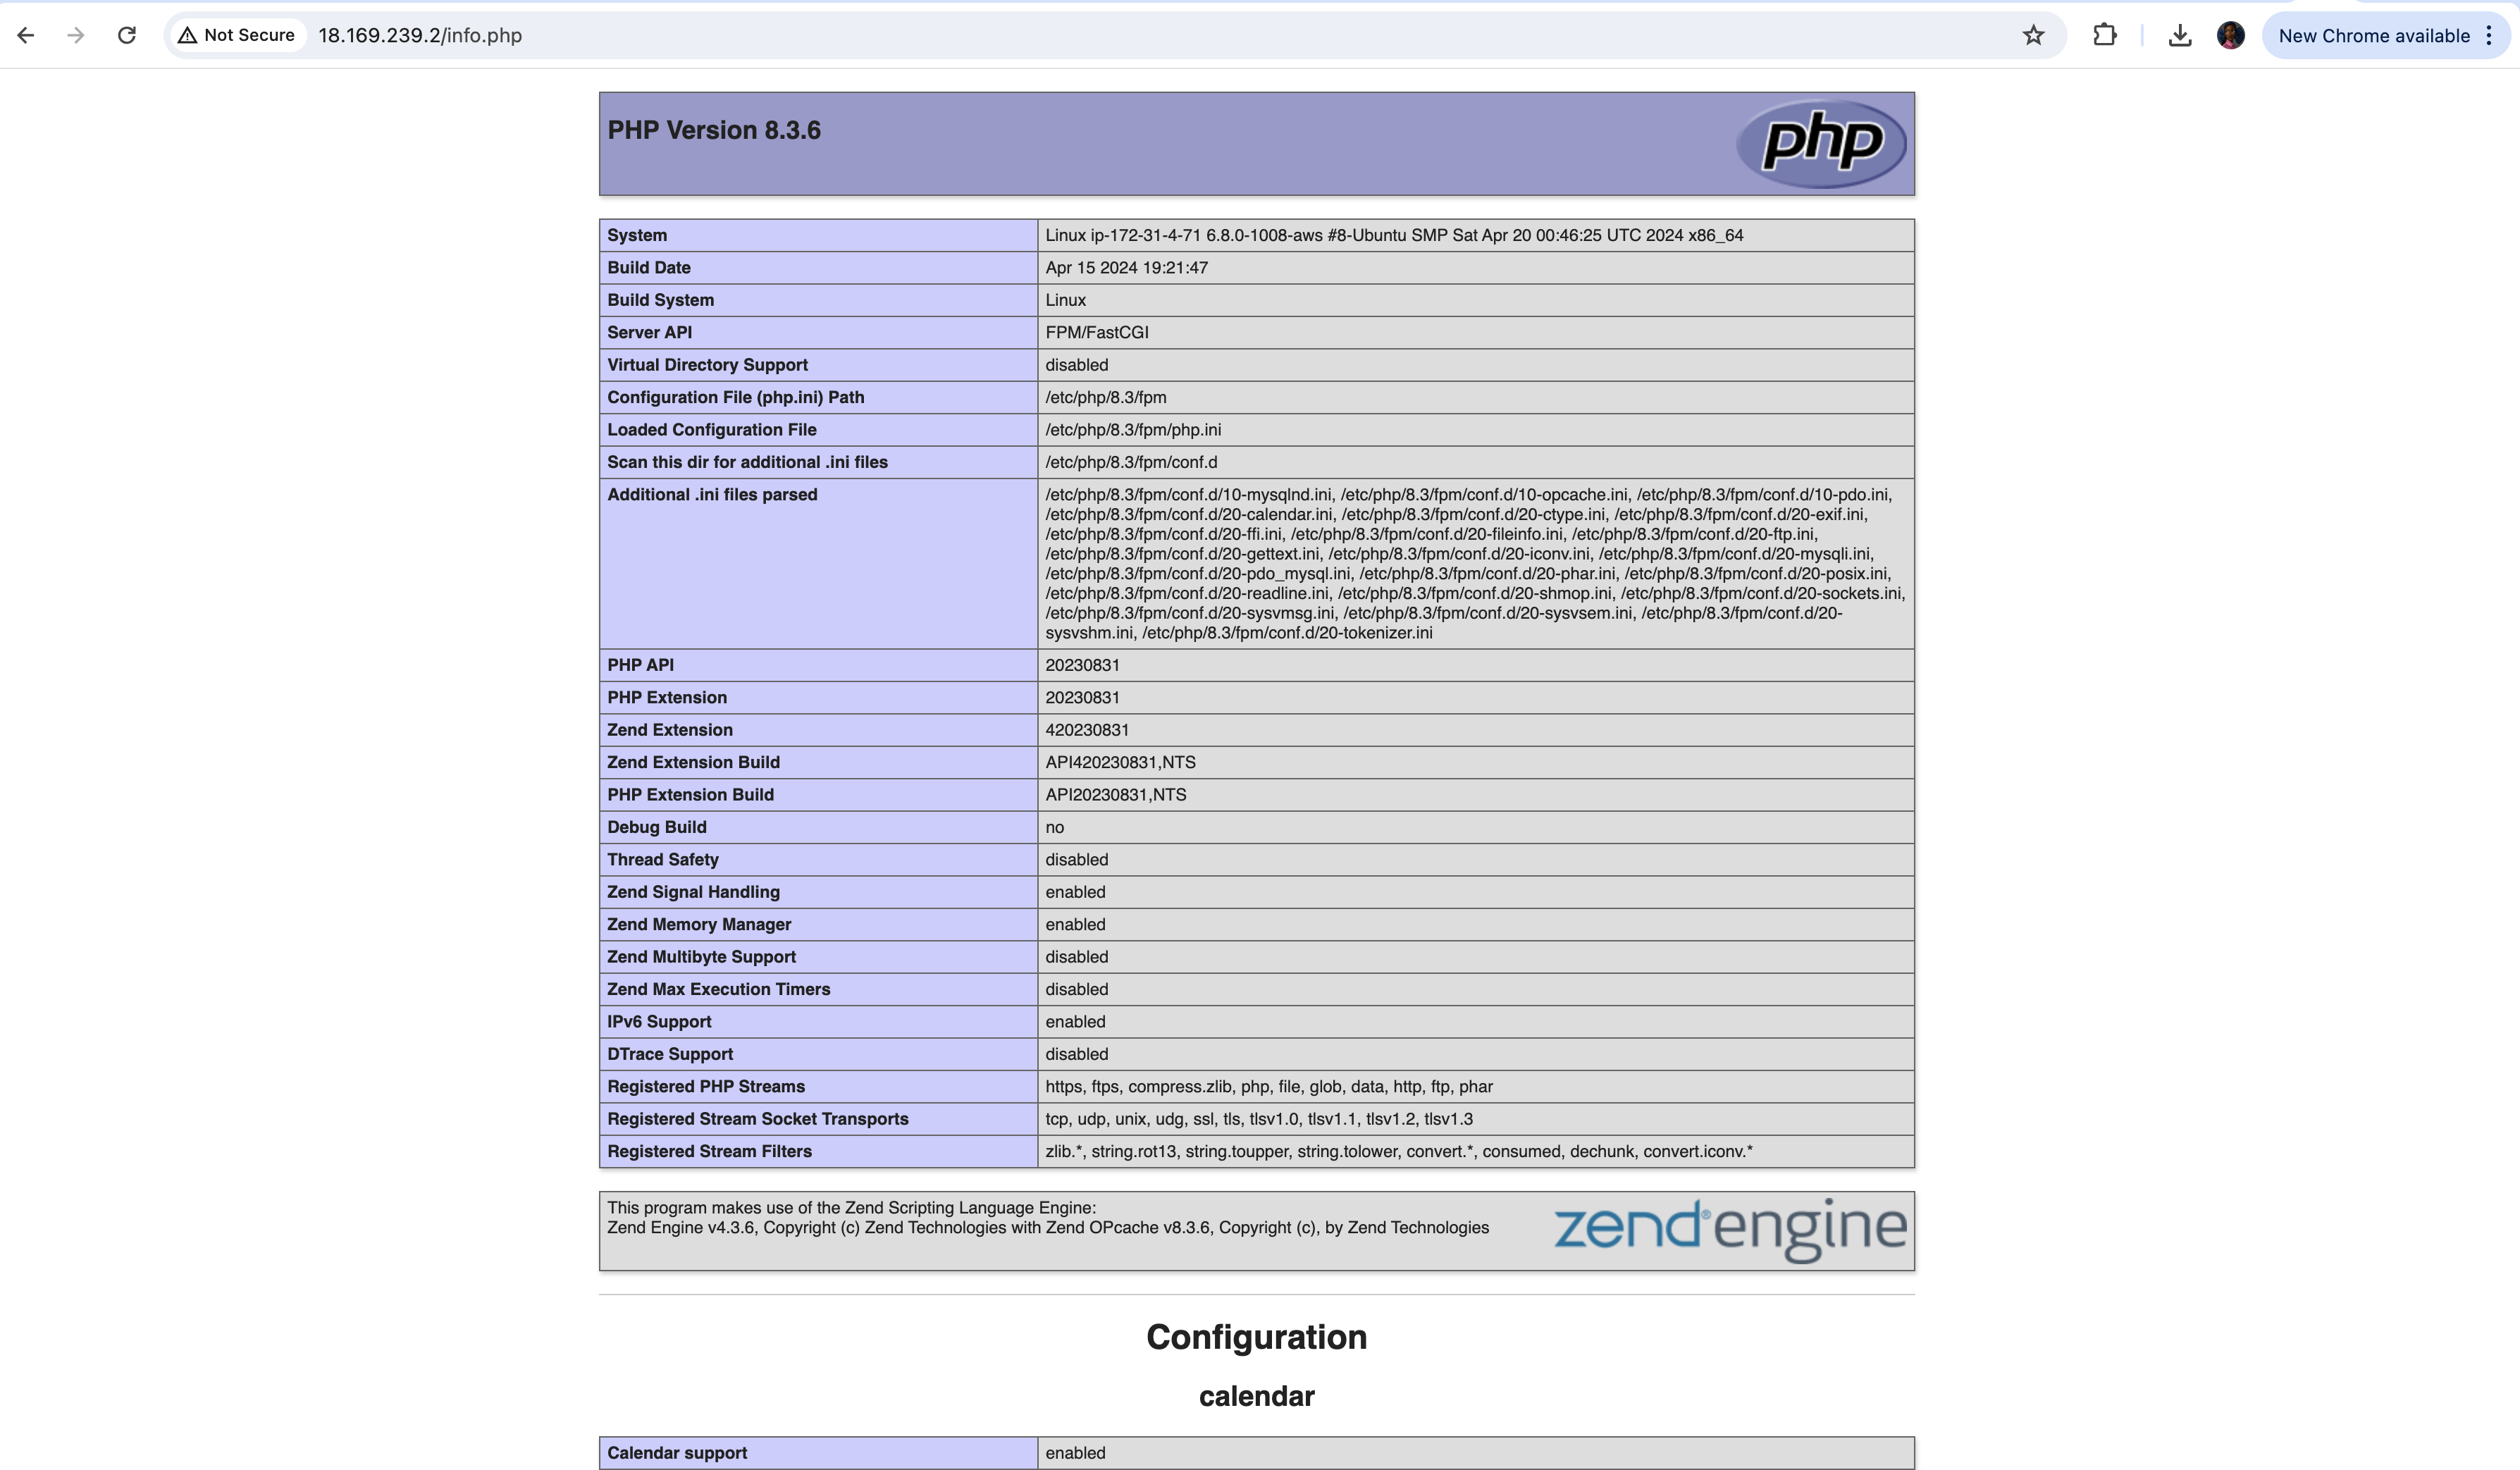 Not Secure 18.169.239.2/info.php New Chrome available
PHP Version 8.3.6
php
System Linux ip-172-31-4-71 6.8.0-1008-aws #8-Ubuntu SMP Sat Apr 20 00:46:25 UTC 2024 x86_64
Build Date Apr 15 2024 19:21:47
Build System Linux
Server API FPM/FastCGI
Virtual Directory Support disabled
Configuration File (php.ini) Path /etc/php/8.3/fpm
Loaded Configuration File /etc/php/8.3/fpm/php.ini
Scan this dir for additional .ini files /etc/php/8.3/fpm/conf.d
Additional .ini files parsed /etc/php/8.3/fpm/conf.d/10-mysqlnd.ini, /etc/php/8.3/fpm/conf.d/10-opcache.ini, /etc/php/8.3/fpm/conf.d/10-pdo.ini,
/etc/php/8.3/fpm/conf.d/20-calendar.ini, /etc/php/8.3/fpm/conf.d/20-ctype.ini, /etc/php/8.3/fpm/conf.d/20-exif.ini,
/etc/php/8.3/fpm/conf.d/20-ffi.ini, /etc/php/8.3/fpm/conf.d/20-fileinfo.ini, /etc/php/8.3/fpm/conf.d/20-ftp.ini,
/etc/php/8.3/fpm/conf.d/20-gettext.ini, /etc/php/8.3/fpm/conf.d/20-iconv.ini, /etc/php/8.3/fpm/conf.d/20-mysqli.ini,
/etc/php/8.3/fpm/conf.d/20-pdo_mysql.ini, /etc/php/8.3/fpm/conf.d/20-phar.ini, /etc/php/8.3/fpm/conf.d/20-posix.ini,
/etc/php/8.3/fpm/conf.d/20-readline.ini, /etc/php/8.3/fpm/conf.d/20-shmop.ini, /etc/php/8.3/fpm/conf.d/20-sockets.ini,
/etc/php/8.3/fpm/conf.d/20-sysvmsg.ini, /etc/php/8.3/fpm/conf.d/20-sysvsem.ini, /etc/php/8.3/fpm/conf.d/20-
sysvshm.ini, /etc/php/8.3/fpm/conf.d/20-tokenizer.ini
PHP API 20230831
PHP Extension 20230831
Zend Extension 420230831
Zend Extension Build API420230831,NTS
PHP Extension Build API20230831,NTS
Debug Build no
Thread Safety disabled
Zend Signal Handling enabled
Zend Memory Manager enabled
Zend Multibyte Support disabled
Zend Max Execution Timers disabled
IPv6 Support enabled
DTrace Support disabled
Registered PHP Streams https, ftps, compress.zlib, php, file, glob, data, http, ftp, phar
Registered Stream Socket Transports tcp, udp, unix, udg, ssl, tls, tlsv1.0, tlsv1.1, tlsv1.2, tlsv1.3
Registered Stream Filters zlib.*, string.rot13, string.toupper, string.tolower, convert.*, consumed, dechunk, convert.iconv.*
This program makes use of the Zend Scripting Language Engine:
Zend Engine v4.3.6, Copyright (c) Zend Technologies with Zend OPcache v8.3.6, Copyright (c), by Zend Technologies
zend®engine
Configuration
calendar
Calendar support enabled